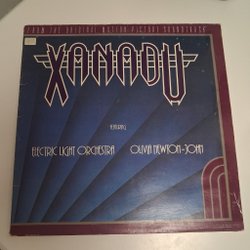 FROM THE ORIGINAL MOTION PICTURE SOUNDTRACK
XANADU
FEATURING
ELECTRIC LIGHT ORCHESTRA OLIVIA NEWTON-JOHN